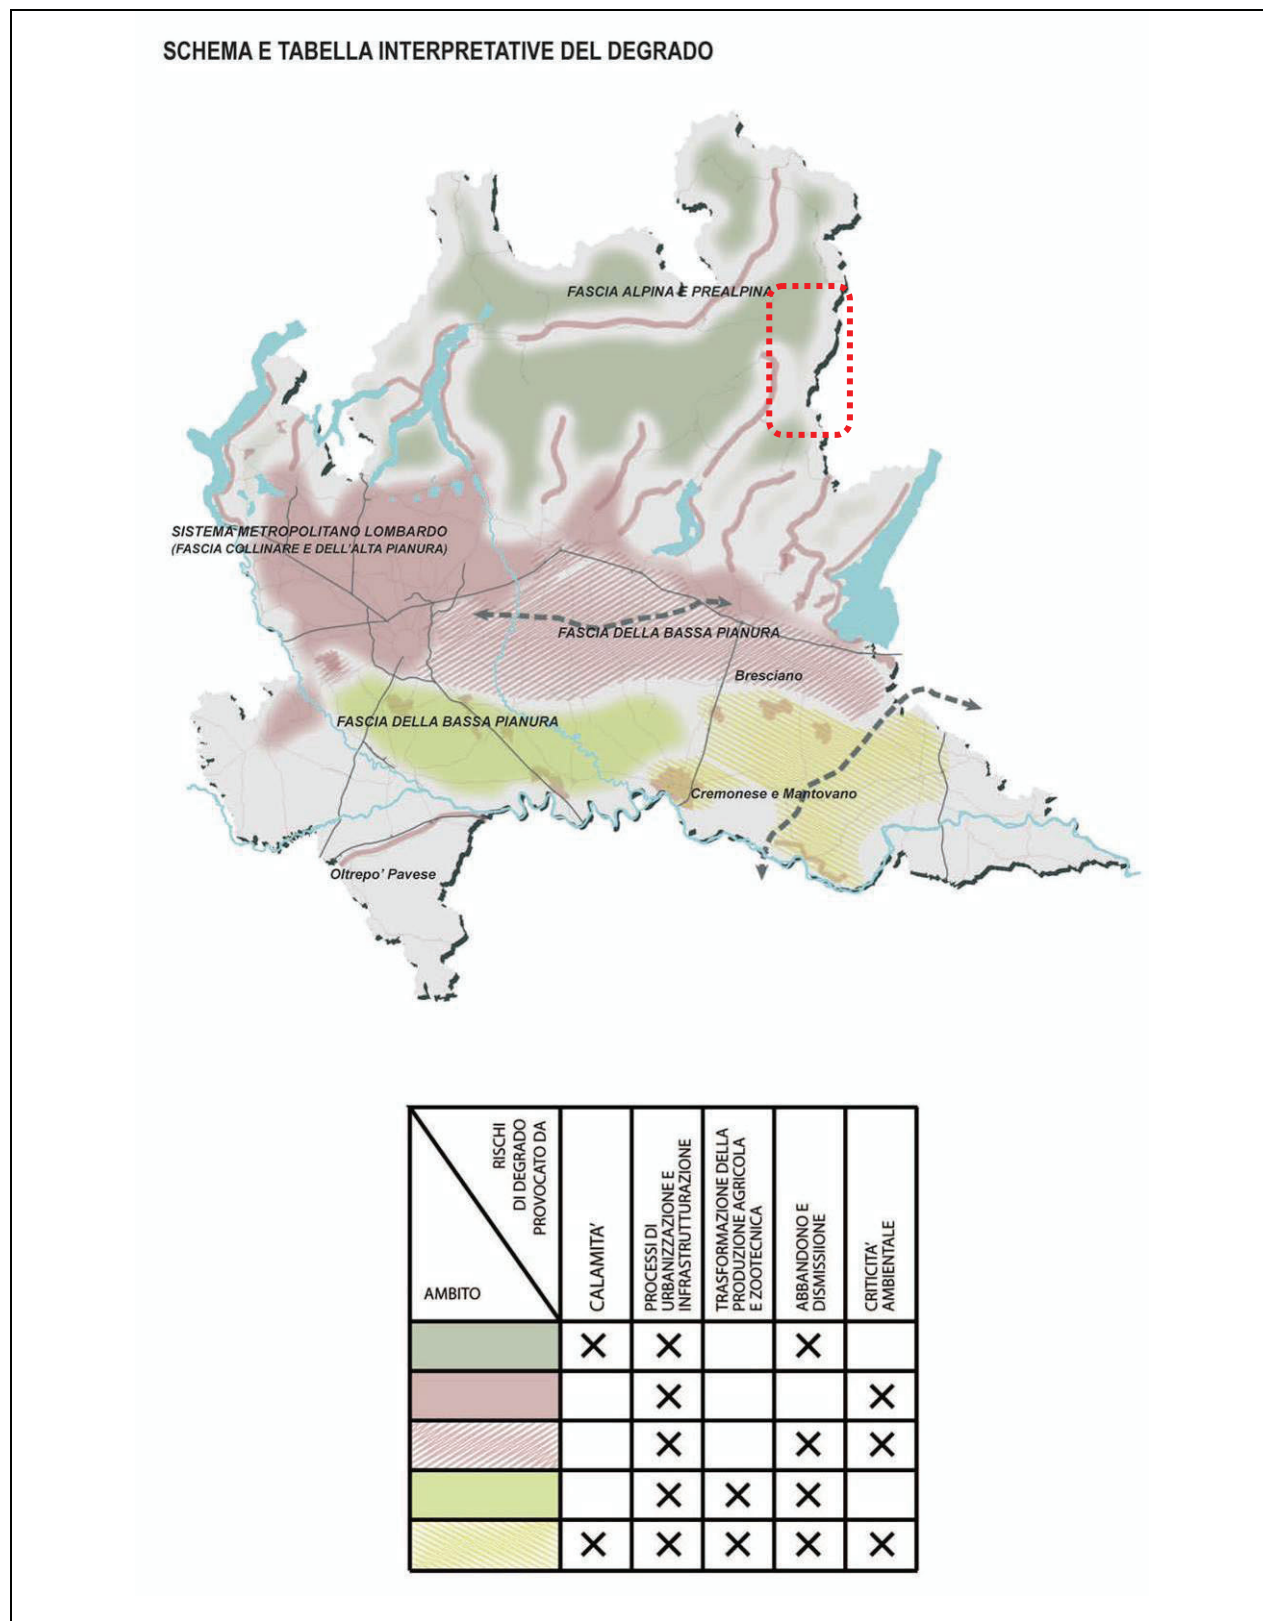 SCHEMA E TABELLA INTERPRETATIVE DEL DEGRADO
FASCIA ALPINA E PREALPINA
SISTEMA METROPOLITANO LOMBARDO
(FASCIA COLLINARE E DELL'ALTA PIANURA)
FASCIA DELLA BASSA PIANURA
Bresciano
FASCIA DELLA BASSA PIANURA
Cremonese e Mantovano
Oltrepo' Pavese
RISCHI
DI DEGRADO
PROVOCATO DA
AMBITO
CALAMITA'
PROCESSI DI
URBANIZZAZIONE E
INFRASTRUTTURAZIONE
TRASFORMAZIONE DELLA
PRODUZIONE AGRICOLA
E ZOOTECNICA
ABBANDONO E
DISMISSIIONE
CRITICITA'
AMBIENTALE